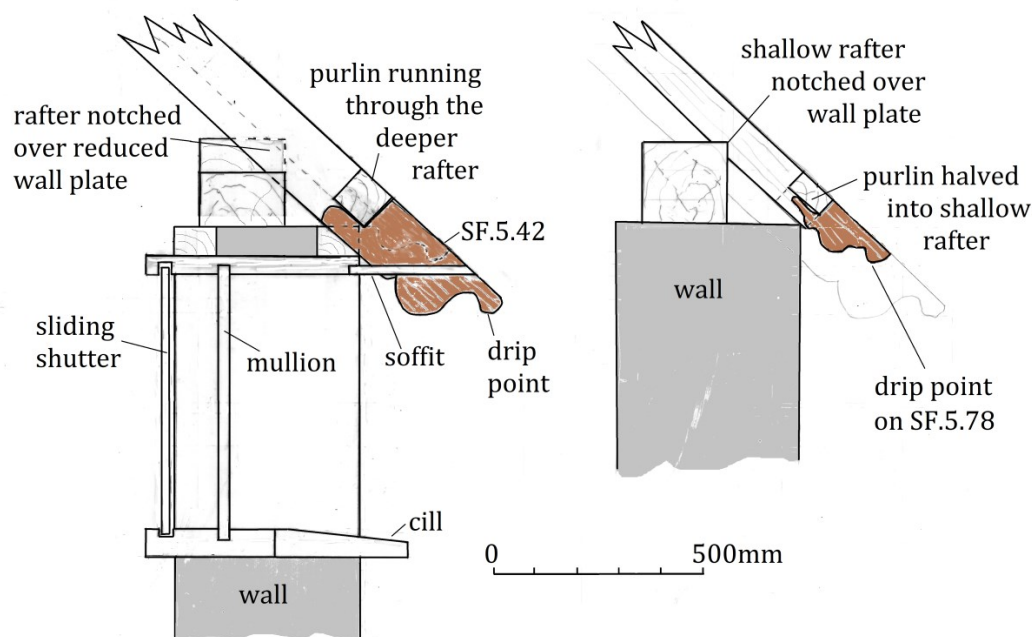 rafter notched
over reduced
wall plate
purlin running
through the
deeper
rafter
SF.5.42
sliding
shutter
mullion
soffit
drip
point
cill
wall
0
500mm
shallow rafter
notched over
wall plate
purlin halved
into shallow
rafter
wall
drip point
on SF.5.78